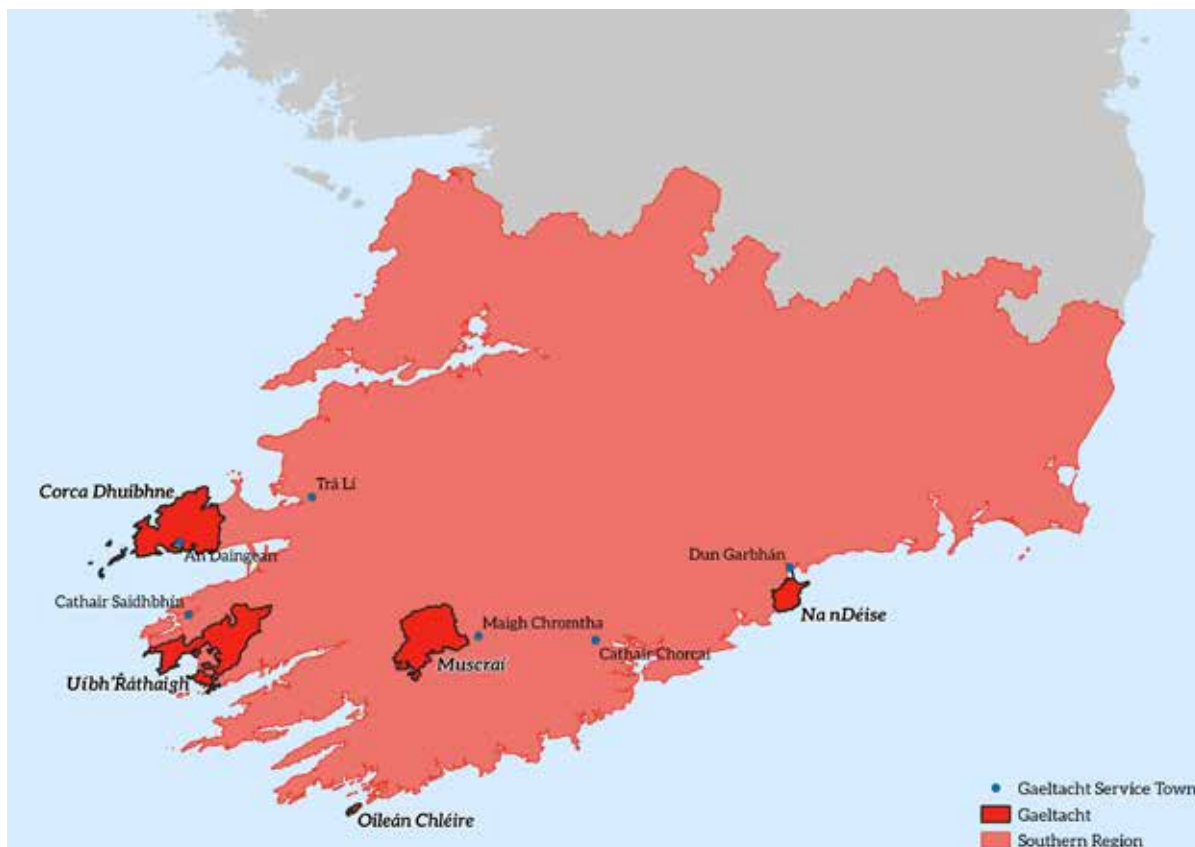 Trá Lí
Corca Dhuibhne
An Daingean
Dun Garbhán
Cathair Saidhbhín
Na nDéise
Maigh Chromtha
Cathair Chorcaí
Muscraí
Uíbh Ráthaigh
Oileán Chléire
Gaeltacht Service Town
Gaeltacht
Southern Region